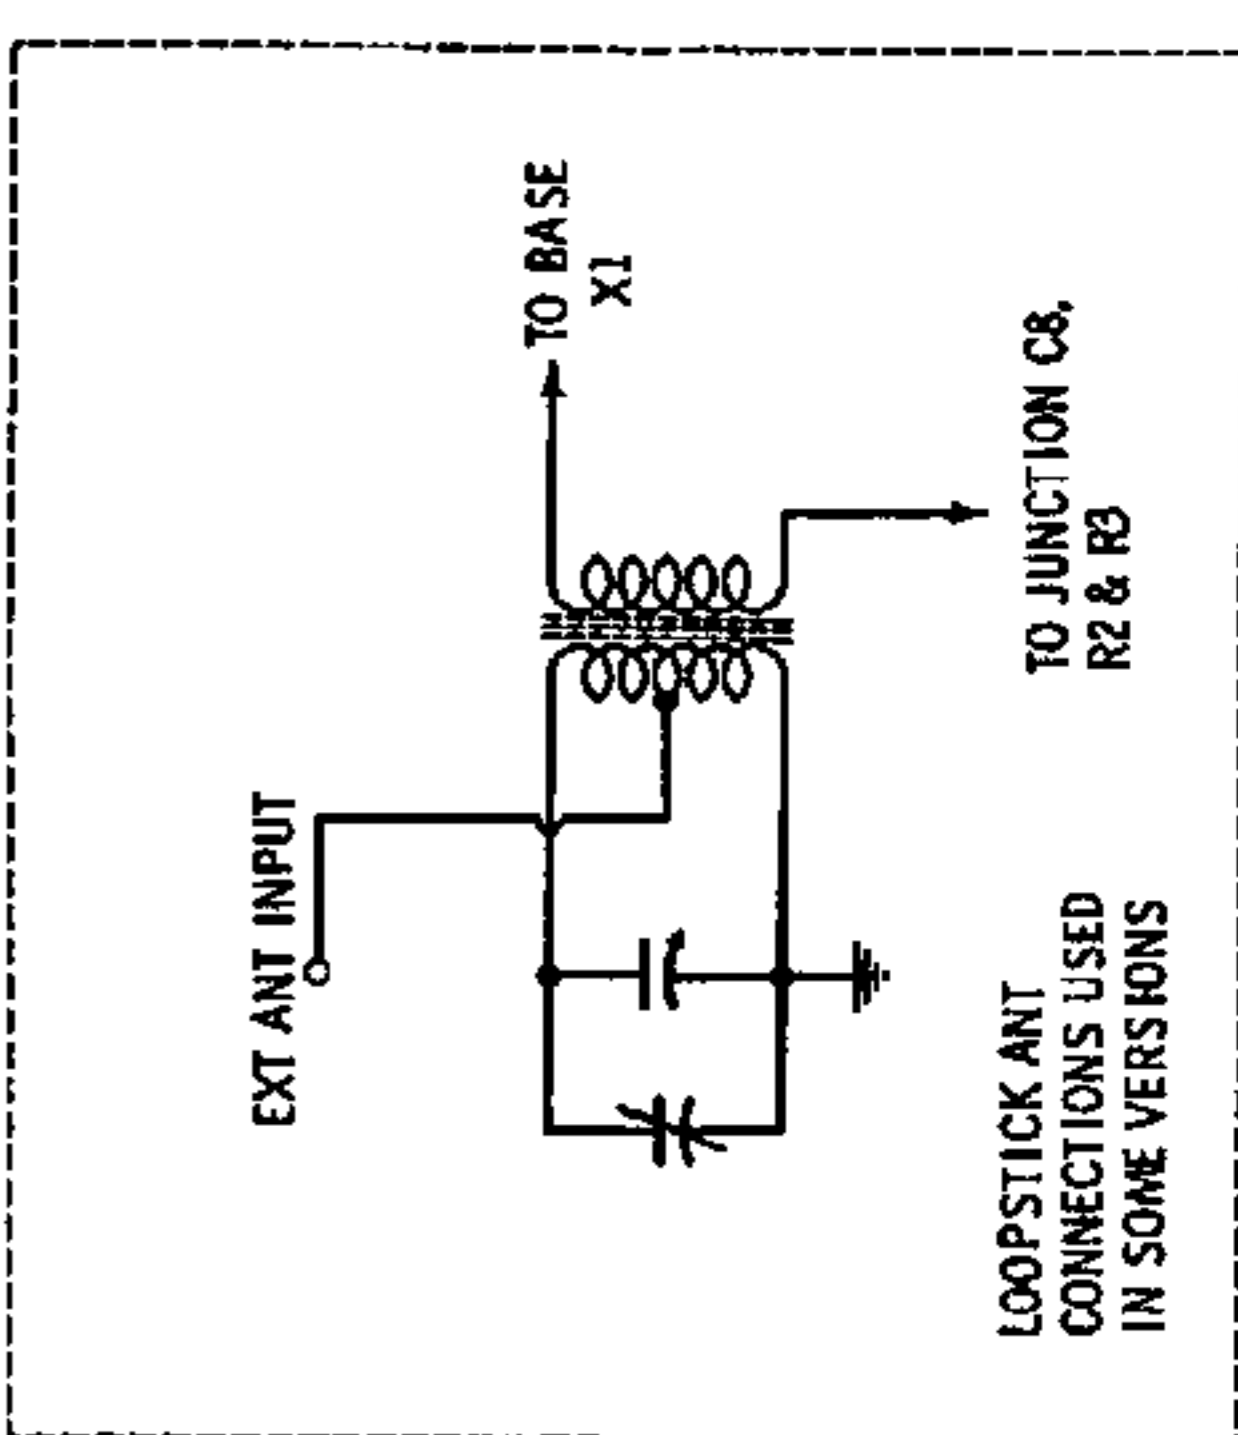 EXT ANT INPUT
TO BASE
X1
TO JUNCTION C8,
R2 & R3
LOOPSTICK ANT
CONNECTIONS USED
IN SOME VERSIONS